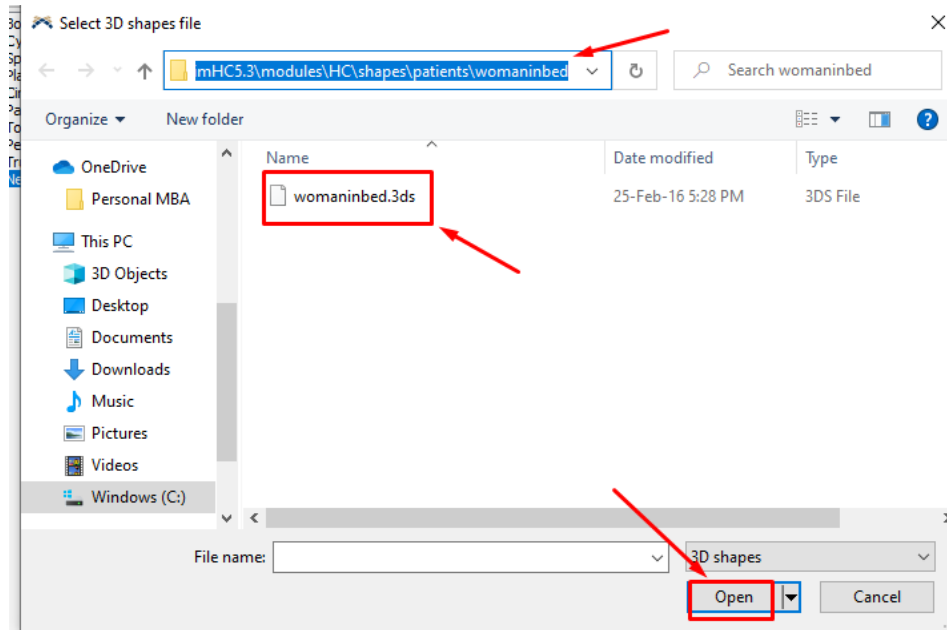 Select 3D shapes file
mHC5.3\modules\HC\shapes\patients\womaninbed
Search womaninbed
Organize
New folder
Name
Date modified
Type
OneDrive
Personal MBA
This PC
3D Objects
Desktop
Documents
Downloads
Music
Pictures
Videos
Windows (C:)
womaninbed.3ds
25-Feb-16 5:28 PM
3DS File
File name:
3D shapes
Open
Cancel